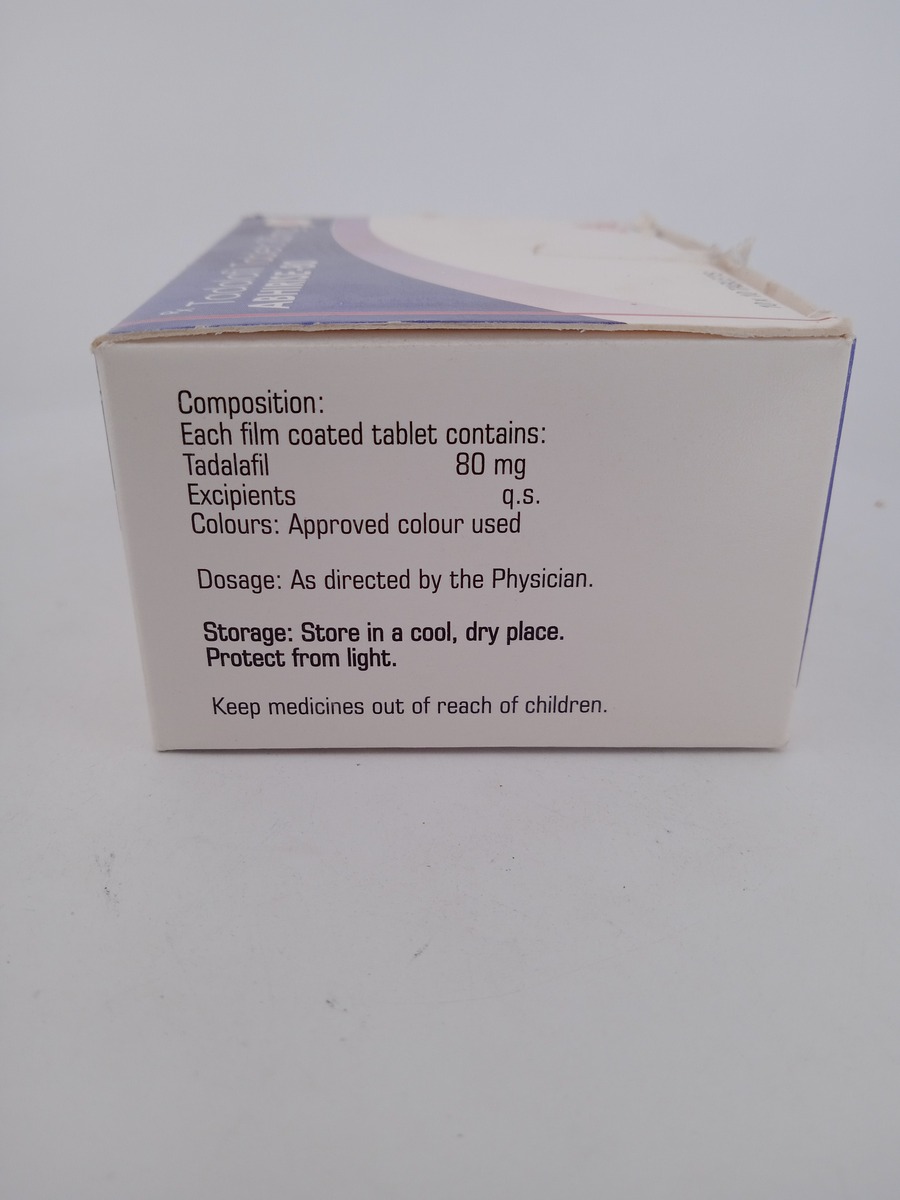 ℞ Tadalafil
Composition:
Each film coated tablet contains:
Tadalafil 80 mg
Excipients q.s.
Colours: Approved colour used
Dosage: As directed by the Physician.
Storage: Store in a cool, dry place.
Protect from light.
Keep medicines out of reach of children.